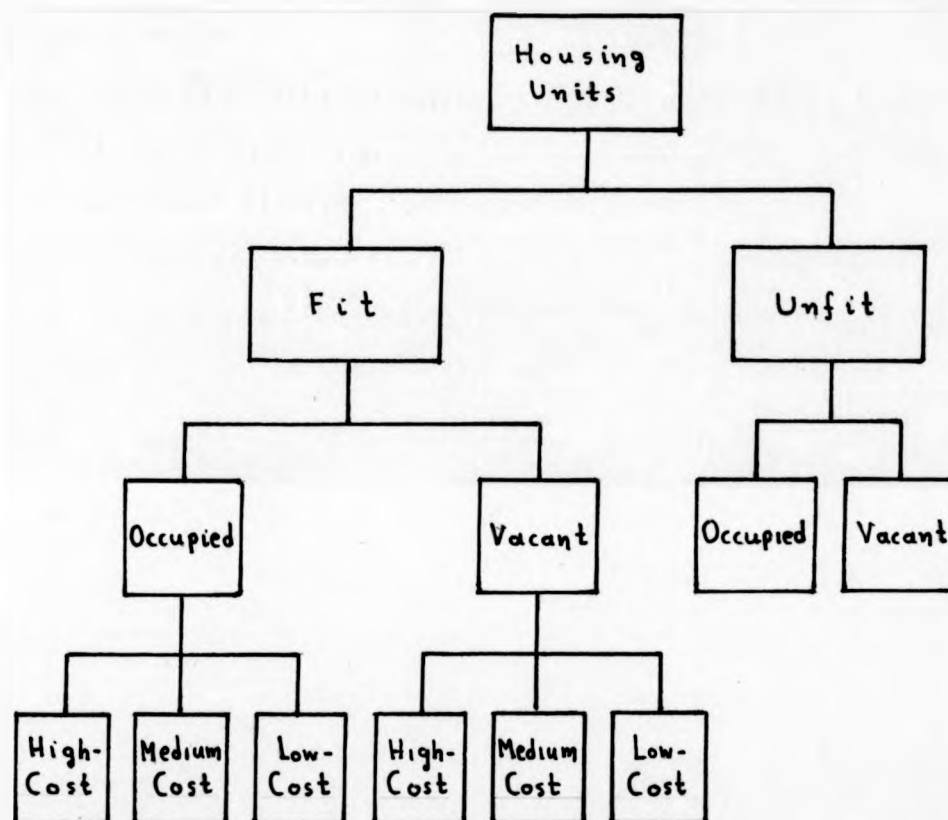 Housing
Units
Fit
Unfit
Occupied
Vacant
Occupied
Vacant
High-
Cost
Medium
Cost
Low-
Cost
High-
Cost
Medium
Cost
Low-
Cost